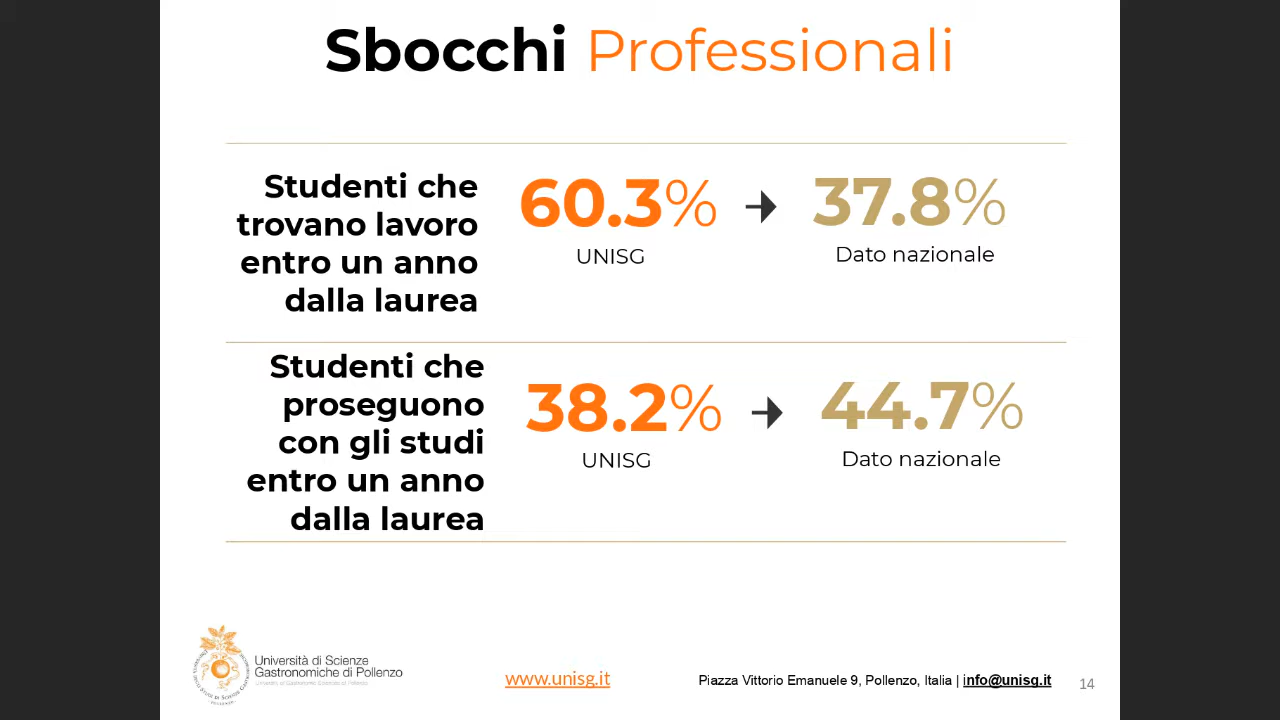 Sbocchi Professionali
Studenti che
trovano lavoro
entro un anno
dalla laurea
60.3%
UNISG
37.8%
Dato nazionale
Studenti che
proseguono
con gli studi
entro un anno
dalla laurea
38.2%
UNISG
44.7%
Dato nazionale
Università di Scienze
Gastronomiche di Pollenzo
www.unisg.it
Piazza Vittorio Emanuele 9, Pollenzo, Italia | info@unisg.it
14